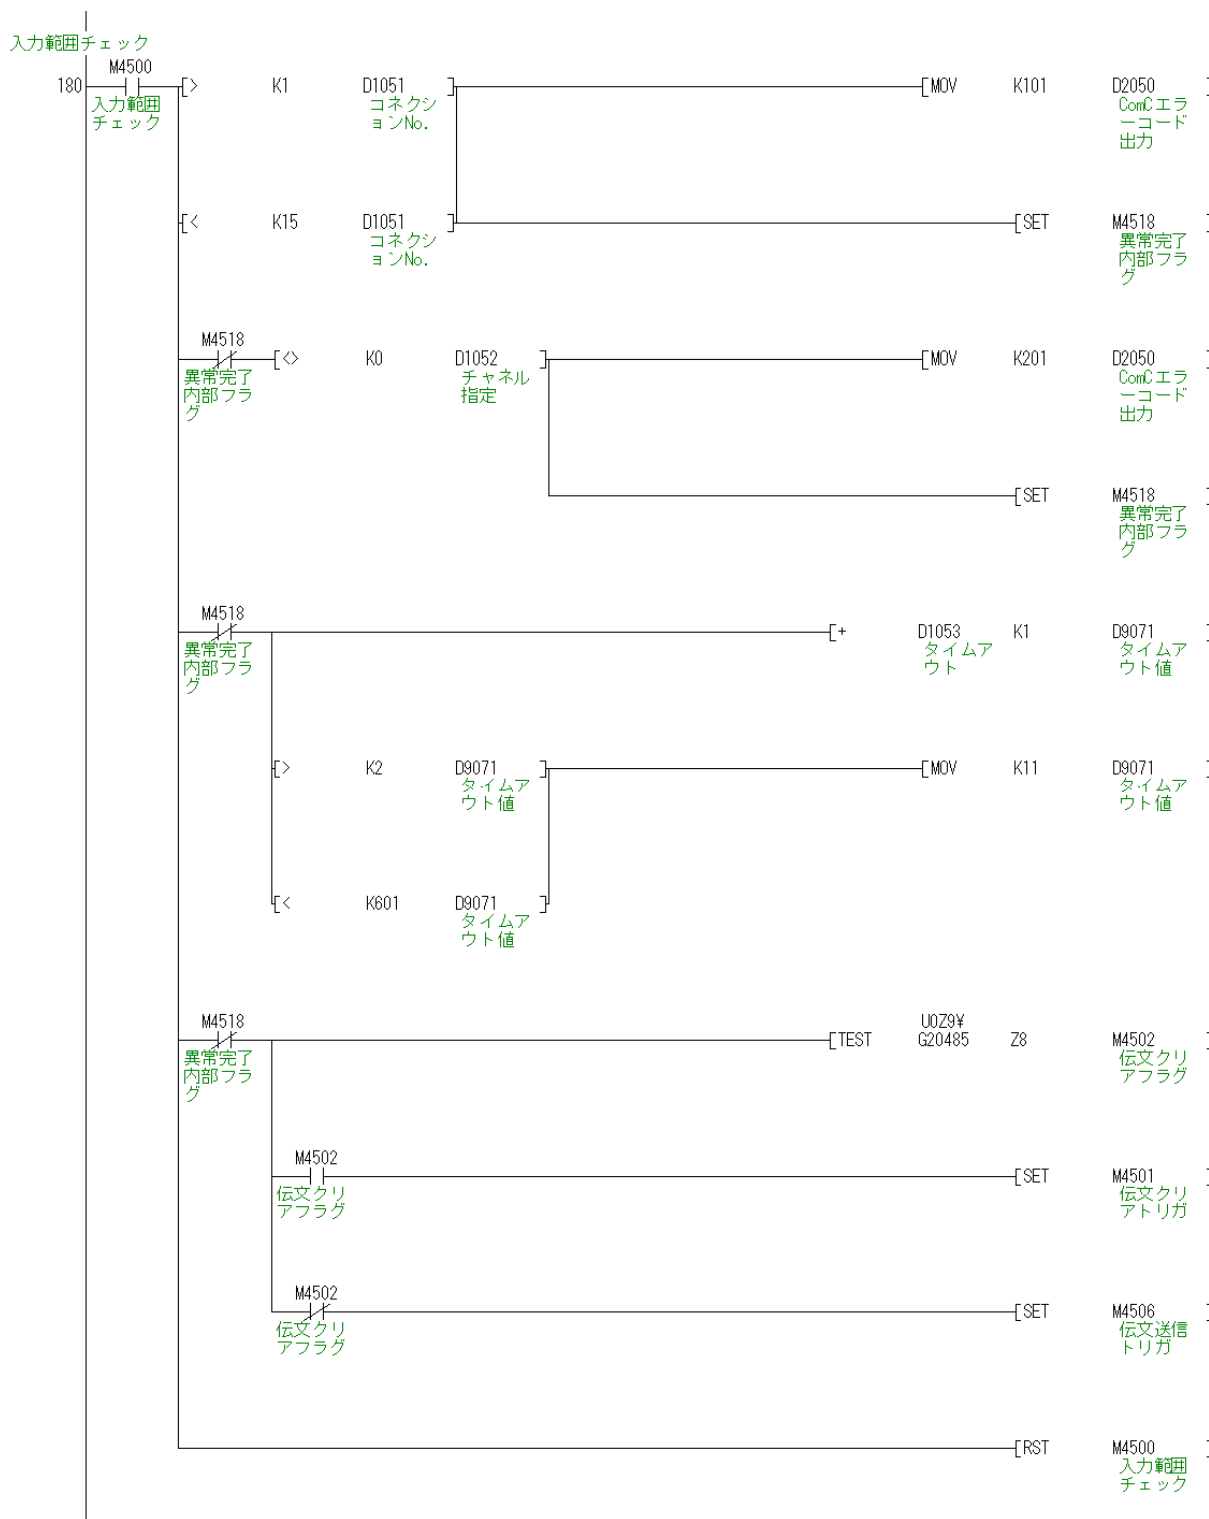 入力範囲チェック
M4500
180 [> K1 D1051 ] [MOV K101 D2050 ]
入力範囲
チェック
コネクシ
ョンNo.
ComCエラ
ーコード
出力
[< K15 D1051 ] [SET M4518 ]
コネクシ
ョンNo.
異常完了
内部フラ
グ
M4518
[<> K0 D1052 ] [MOV K201 D2050 ]
異常完了
内部フラ
グ
チャネル
指定
ComCエラ
ーコード
出力
[SET M4518 ]
異常完了
内部フラ
グ
M4518
[+ D1053 K1 D9071 ]
異常完了
内部フラ
グ
タイムア
ウト
タイムア
ウト値
[> K2 D9071 ] [MOV K11 D9071 ]
タイムア
ウト値
タイムア
ウト値
[< K601 D9071 ]
タイムア
ウト値
M4518
U0Z9¥
[TEST G20485 Z8 M4502 ]
異常完了
内部フラ
グ
伝文クリ
アフラグ
M4502
[SET M4501 ]
伝文クリ
アフラグ
伝文クリ
アトリガ
M4502
[SET M4506 ]
伝文クリ
アフラグ
伝文送信
トリガ
[RST M4500 ]
入力範囲
チェック